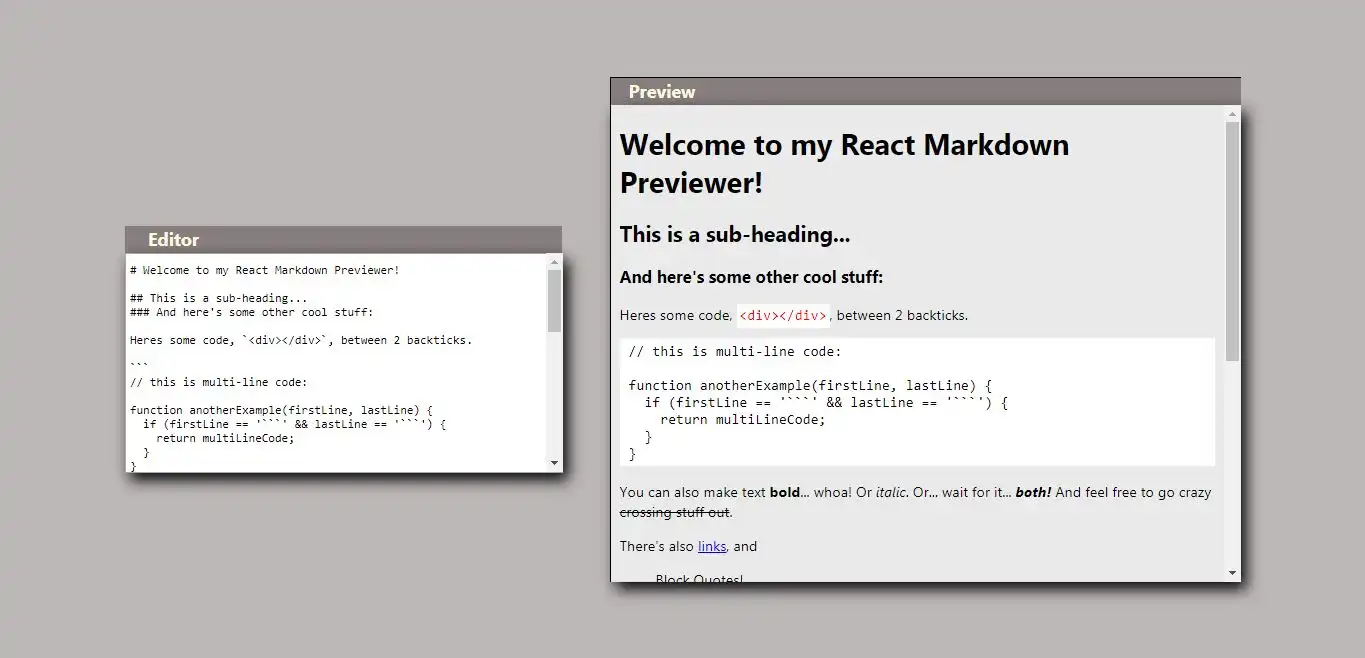 Editor
# Welcome to my React Markdown Previewer!
## This is a sub-heading...
### And here's some other cool stuff:
Heres some code, `<div></div>`, between 2 backticks.
```
// this is multi-line code:
function anotherExample(firstLine, lastLine) {
  if (firstLine == '```' && lastLine == '```') {
    return multiLineCode;
  }
}
Preview
Welcome to my React Markdown
Previewer!
This is a sub-heading...
And here's some other cool stuff:
Heres some code, <div></div>, between 2 backticks.
// this is multi-line code:
function anotherExample(firstLine, lastLine) {
  if (firstLine == '```' && lastLine == '```') {
    return multiLineCode;
  }
}
You can also make text bold... whoa! Or italic. Or... wait for it... both! And feel free to go crazy
crossing stuff out.
There's also links, and
Block Quotes!